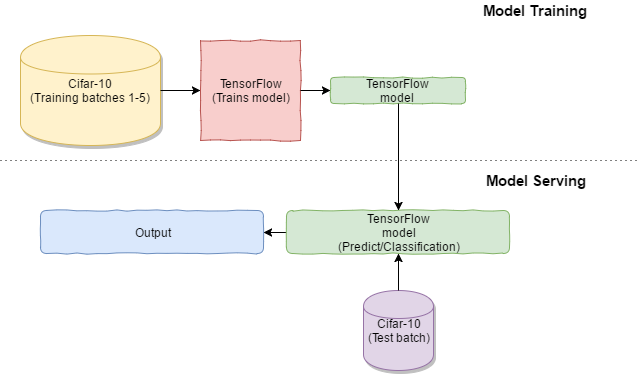 Model Training
Cifar-10
(Training batches 1-5)
TensorFlow
(Trains model)
TensorFlow
model
Model Serving
Output
TensorFlow
model
(Predict/Classification)
Cifar-10
(Test batch)